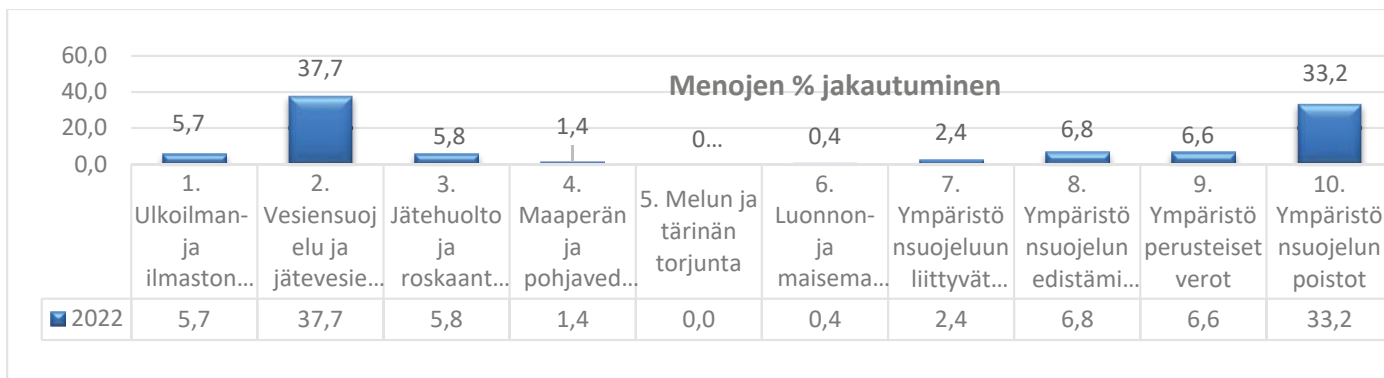 Menojen % jakautuminen
60,0
40,0
20,0
0,0
5,7
37,7
5,8
1,4
0...
0,4
2,4
6,8
6,6
33,2
1.
Ulkoilman-
ja
ilmaston...
2.
Vesiensuoj
elu ja
jätevesie...
3.
Jätehuolto
ja
roskaant...
4.
Maaperän
ja
pohjaved...
5. Melun ja
tärinän
torjunta
6.
Luonnon-
ja
maisema...
7.
Ympäristö
nsuojeluun
liittyvät...
8.
Ympäristö
nsuojelun
edistämi...
9.
Ympäristö
perusteiset
verot
10.
Ympäristö
nsuojelun
poistot
2022 5,7 37,7 5,8 1,4 0,0 0,4 2,4 6,8 6,6 33,2